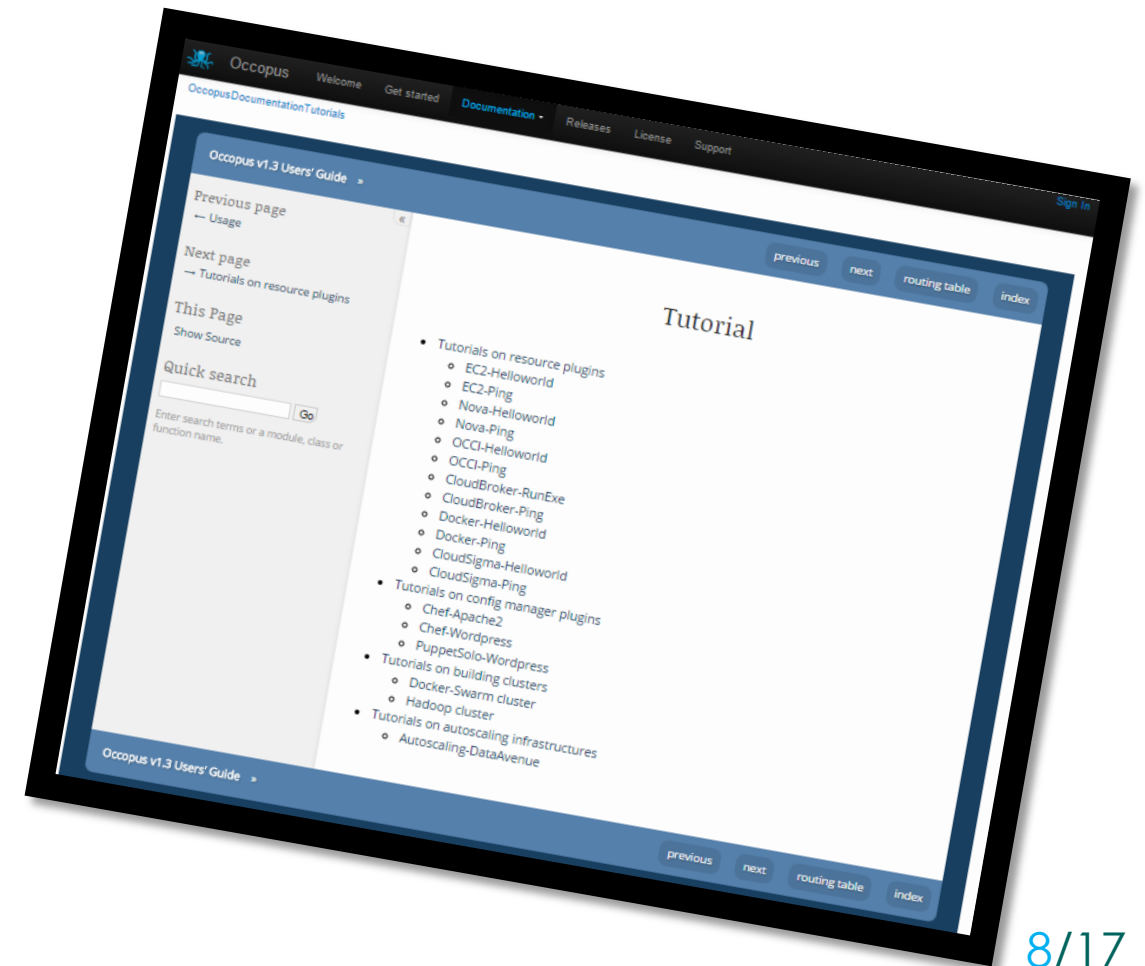 Occopus Welcome Get started Documentation Releases License Support
Sign In
OccopusDocumentationTutorials
Occopus v1.3 Users' Guide »
previous next routing table index
Previous page
← Usage
Next page
→ Tutorials on resource plugins
This Page
Show Source
Quick search
Go
Enter search terms or a module, class or
function name.
«
Tutorial
• Tutorials on resource plugins
EC2-Helloworld
EC2-Ping
Nova-Helloworld
Nova-Ping
OCCI-Helloworld
OCCI-Ping
CloudBroker-RunExe
CloudBroker-Ping
Docker-Helloworld
Docker-Ping
CloudSigma-Helloworld
CloudSigma-Ping
• Tutorials on config manager plugins
Chef-Apache2
Chef-Wordpress
PuppetSolo-Wordpress
• Tutorials on building clusters
Docker-Swarm cluster
Hadoop cluster
• Tutorials on autoscaling infrastructures
Autoscaling-DataAvenue
Occopus v1.3 Users' Guide »
previous next routing table index
8/17